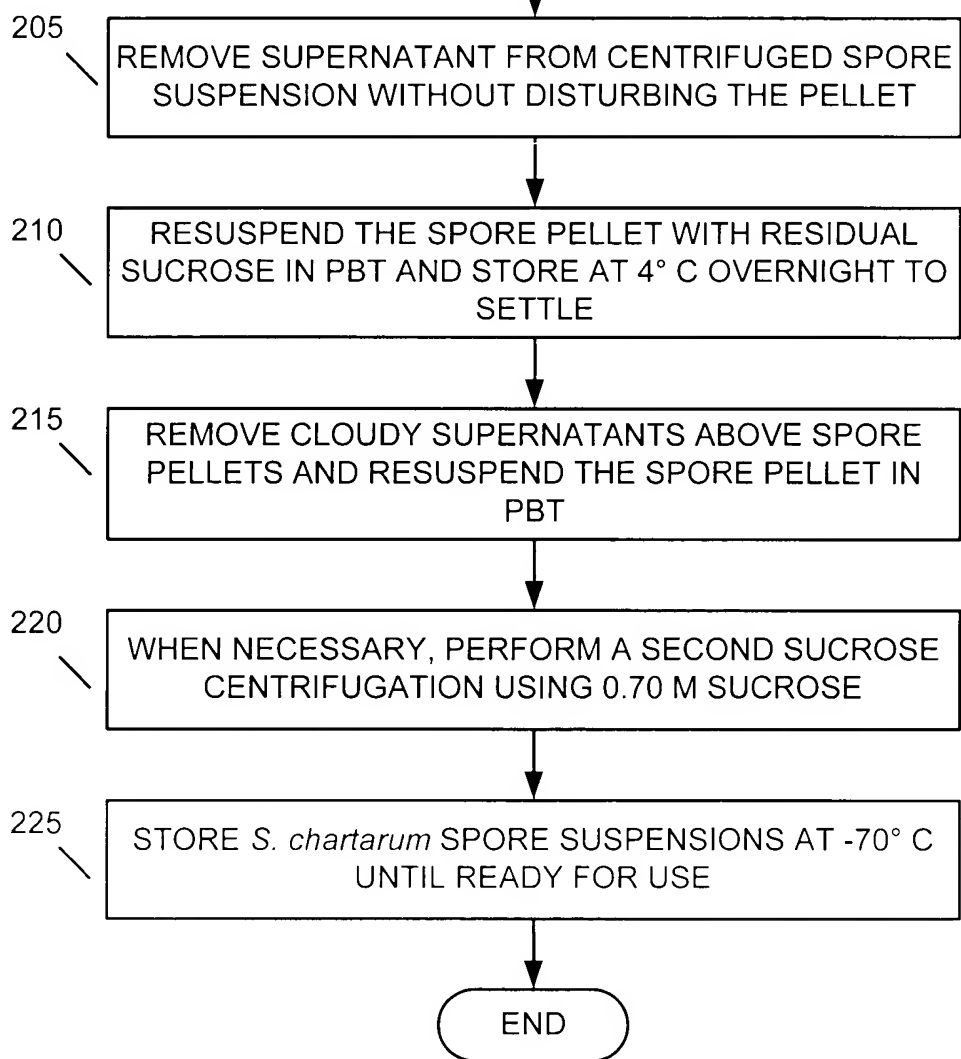 205
REMOVE SUPERNATANT FROM CENTRIFUGED SPORE
SUSPENSION WITHOUT DISTURBING THE PELLET
210
RESUSPEND THE SPORE PELLET WITH RESIDUAL
SUCROSE IN PBT AND STORE AT 4° C OVERNIGHT TO
SETTLE
215
REMOVE CLOUDY SUPERNATANTS ABOVE SPORE
PELLETS AND RESUSPEND THE SPORE PELLET IN
PBT
220
WHEN NECESSARY, PERFORM A SECOND SUCROSE
CENTRIFUGATION USING 0.70 M SUCROSE
225
STORE S. chartarum SPORE SUSPENSIONS AT -70° C
UNTIL READY FOR USE
END